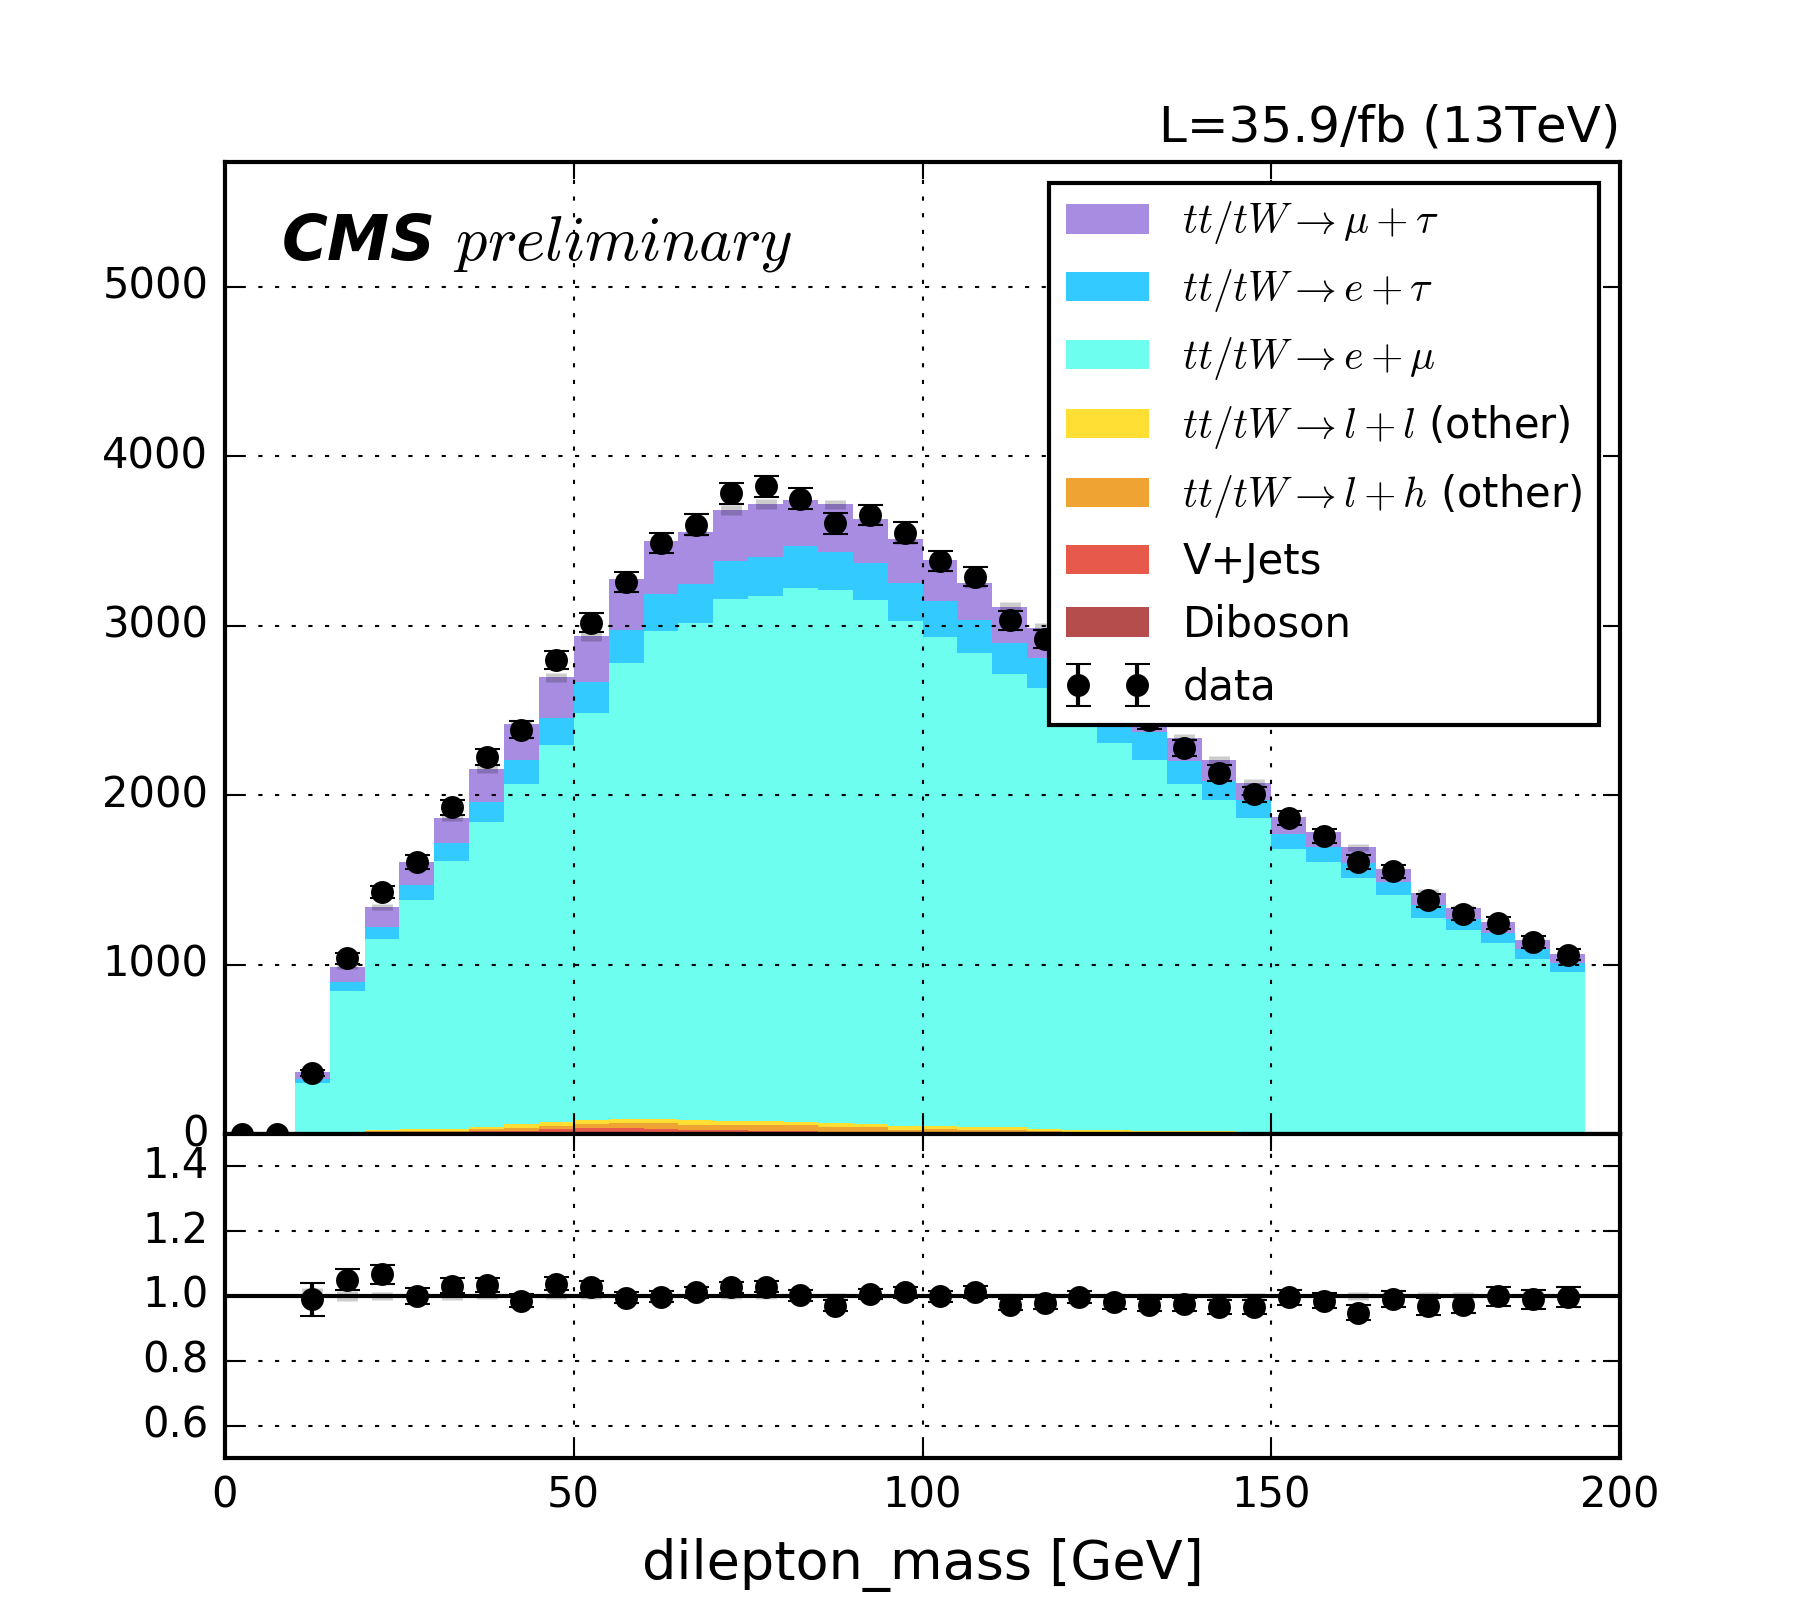 L=35.9/fb (13TeV)
CMS preliminary
tt/tW → μ + τ
tt/tW → e + τ
tt/tW → e + μ
tt/tW → l + l (other)
tt/tW → l + h (other)
V+Jets
Diboson
data
5000
4000
3000
2000
1000
0
1.4
1.2
1.0
0.8
0.6
0 50 100 150 200
dilepton_mass [GeV]